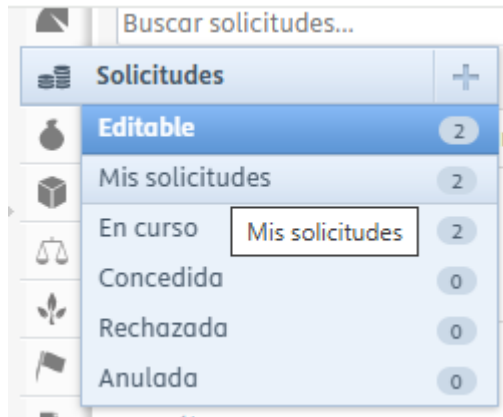 Buscar solicitudes...
Solicitudes
Editable 2
Mis solicitudes 2
En curso 2
Mis solicitudes
Concedida 0
Rechazada 0
Anulada 0